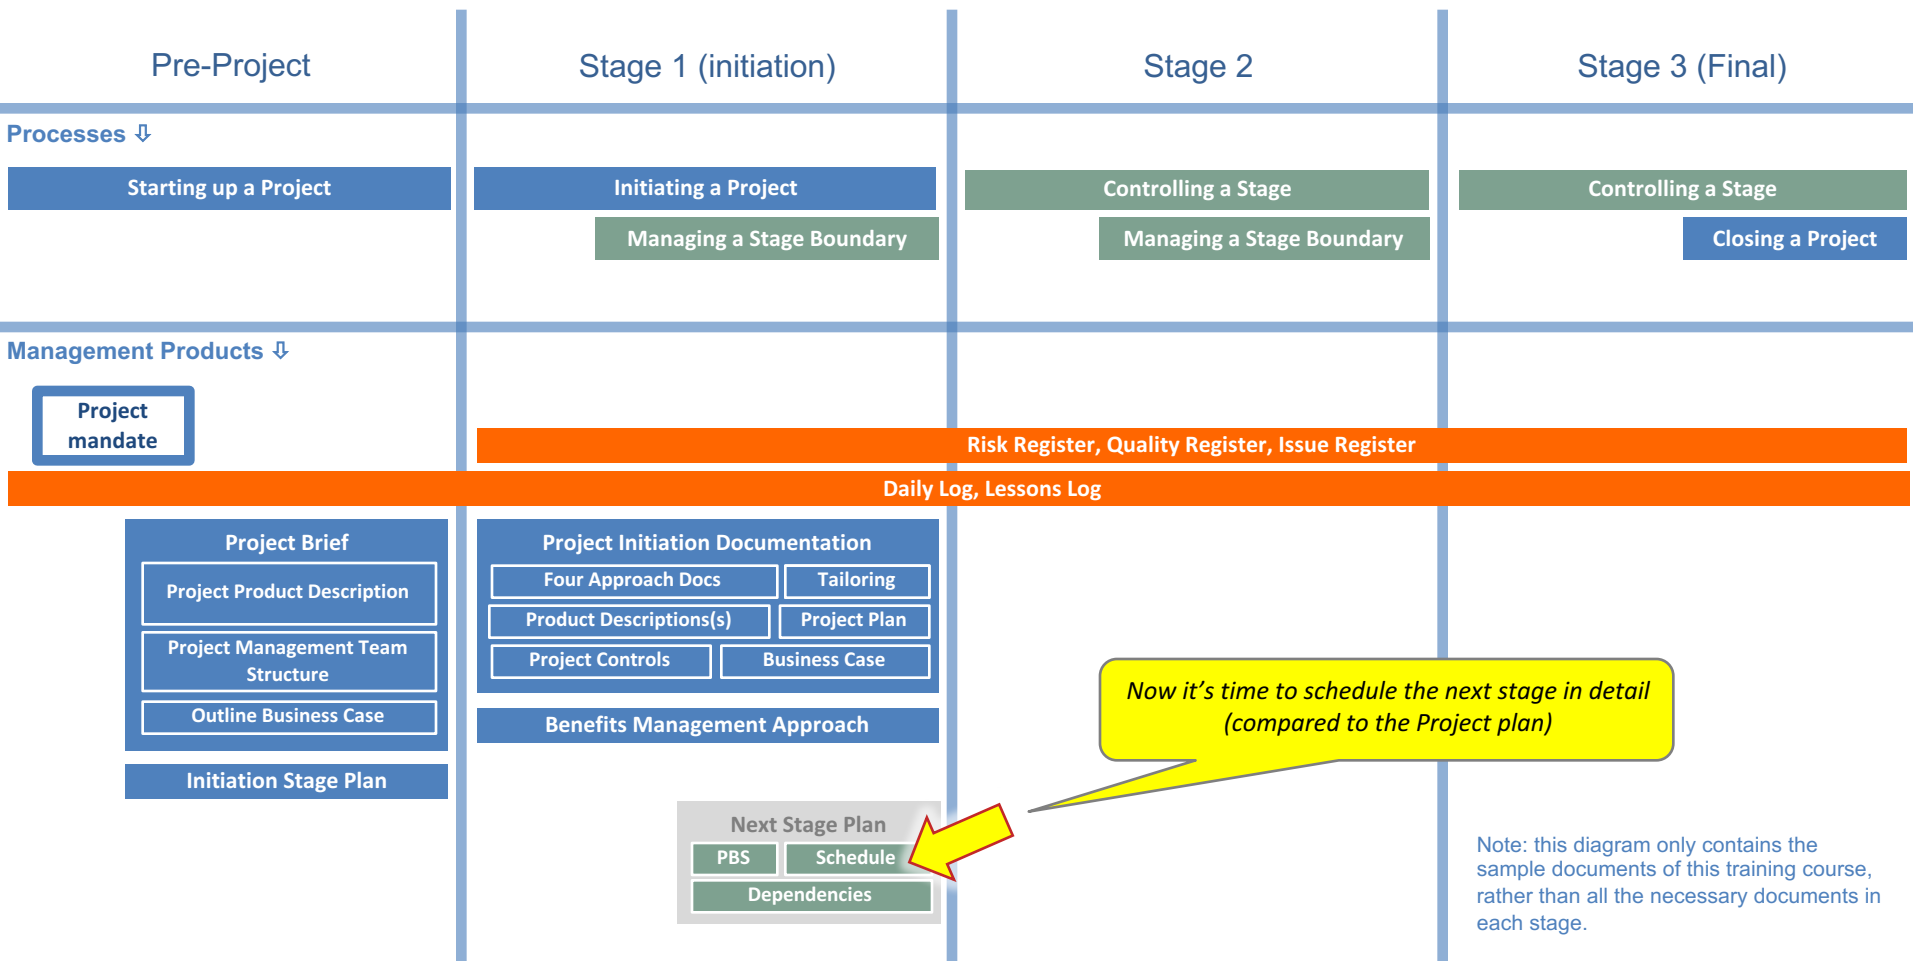 Pre-Project
Stage 1 (initiation)
Stage 2
Stage 3 (Final)
Processes ⇩
Starting up a Project
Initiating a Project
Controlling a Stage
Controlling a Stage
Managing a Stage Boundary
Managing a Stage Boundary
Closing a Project
Management Products ⇩
Project
mandate
Risk Register, Quality Register, Issue Register
Daily Log, Lessons Log
Project Brief
Project Product Description
Project Management Team
Structure
Outline Business Case
Initiation Stage Plan
Project Initiation Documentation
Four Approach Docs
Tailoring
Product Descriptions(s)
Project Plan
Project Controls
Business Case
Benefits Management Approach
Now it's time to schedule the next stage in detail
(compared to the Project plan)
Next Stage Plan
PBS
Schedule
Dependencies
Note: this diagram only contains the
sample documents of this training course,
rather than all the necessary documents in
each stage.